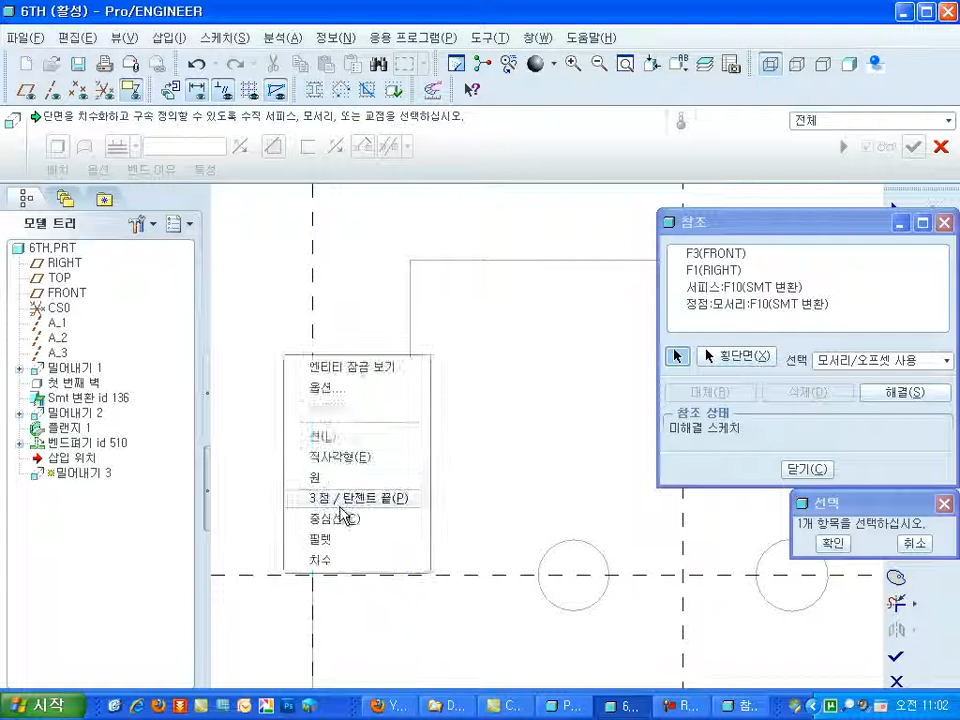 6TH (활성) - Pro/ENGINEER
파일(F) 편집(E) 뷰(V) 삽입(I) 스케치(S) 분석(A) 정보(N) 응용 프로그램(P) 도구(T) 창(W) 도움말(H)
단면을 치수화하고 구속 정의할 수 있도록 수직 서피스, 모서리, 또는 교점을 선택하십시오.
전체
배치 옵션 벤드 이유 특성
모델 트리
6TH.PRT
RIGHT
TOP
FRONT
CS0
A_1
A_2
A_3
밀어내기 1
첫 번째 벽
Smt 변환 id 136
밀어내기 2
플랜지 1
벤드펴기 id 510
삽입 위치
밀어내기 3
엔티티 잠금 보기
옵션...
선(L)
직사각형(E)
원
3 점 / 탄젠트 끝(P)
중심선(C)
필렛
치수
참조
F3(FRONT)
F1(RIGHT)
서피스:F10(SMT 변환)
정점:모서리:F10(SMT 변환)
횡단면(X) 선택 모서리/오프셋 사용
대체(R) 삭제(D) 해결(S)
참조 상태
미해결 스케치
닫기(C)
선택
1개 항목을 선택하십시오.
확인 취소
시작 Y... D... C... P... 6... R... 참... 오전 11:02